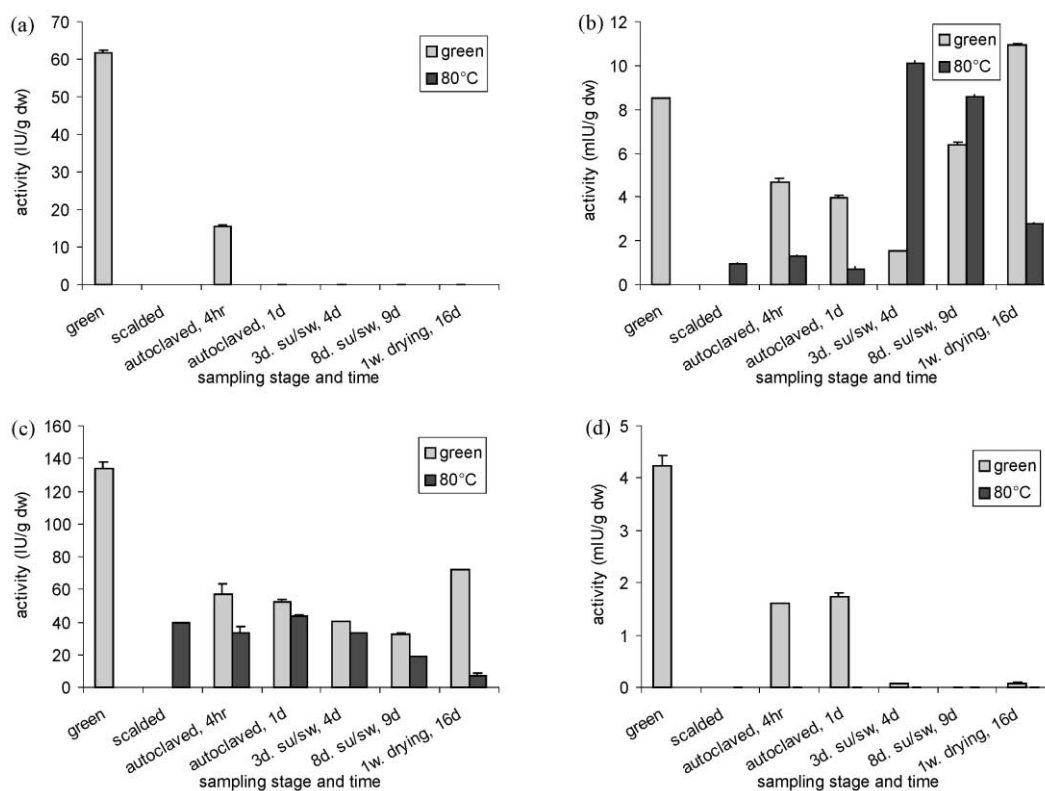 (a)
activity (IU/g dw)
70
60
50
40
30
20
10
0
green
80°C
green
scalded
autoclaved, 4hr
autoclaved, 1d
3d. su/sw, 4d
8d. su/sw, 9d
1w. drying, 16d
sampling stage and time
(b)
activity (mIU/g dw)
12
10
8
6
4
2
0
green
80°C
green
scalded
autoclaved, 4hr
autoclaved, 1d
3d. su/sw, 4d
8d. su/sw, 9d
1w. drying, 16d
sampling stage and time
(c)
activity (IU/g dw)
160
140
120
100
80
60
40
20
0
green
80°C
green
scalded
autoclaved, 4hr
autoclaved, 1d
3d. su/sw, 4d
8d. su/sw, 9d
1w. drying, 16d
sampling stage and time
(d)
activity (mIU/g dw)
5
4
3
2
1
0
green
80°C
green
scalded
autoclaved, 4hr
autoclaved, 1d
3d. su/sw, 4d
8d. su/sw, 9d
1w. drying, 16d
sampling stage and time